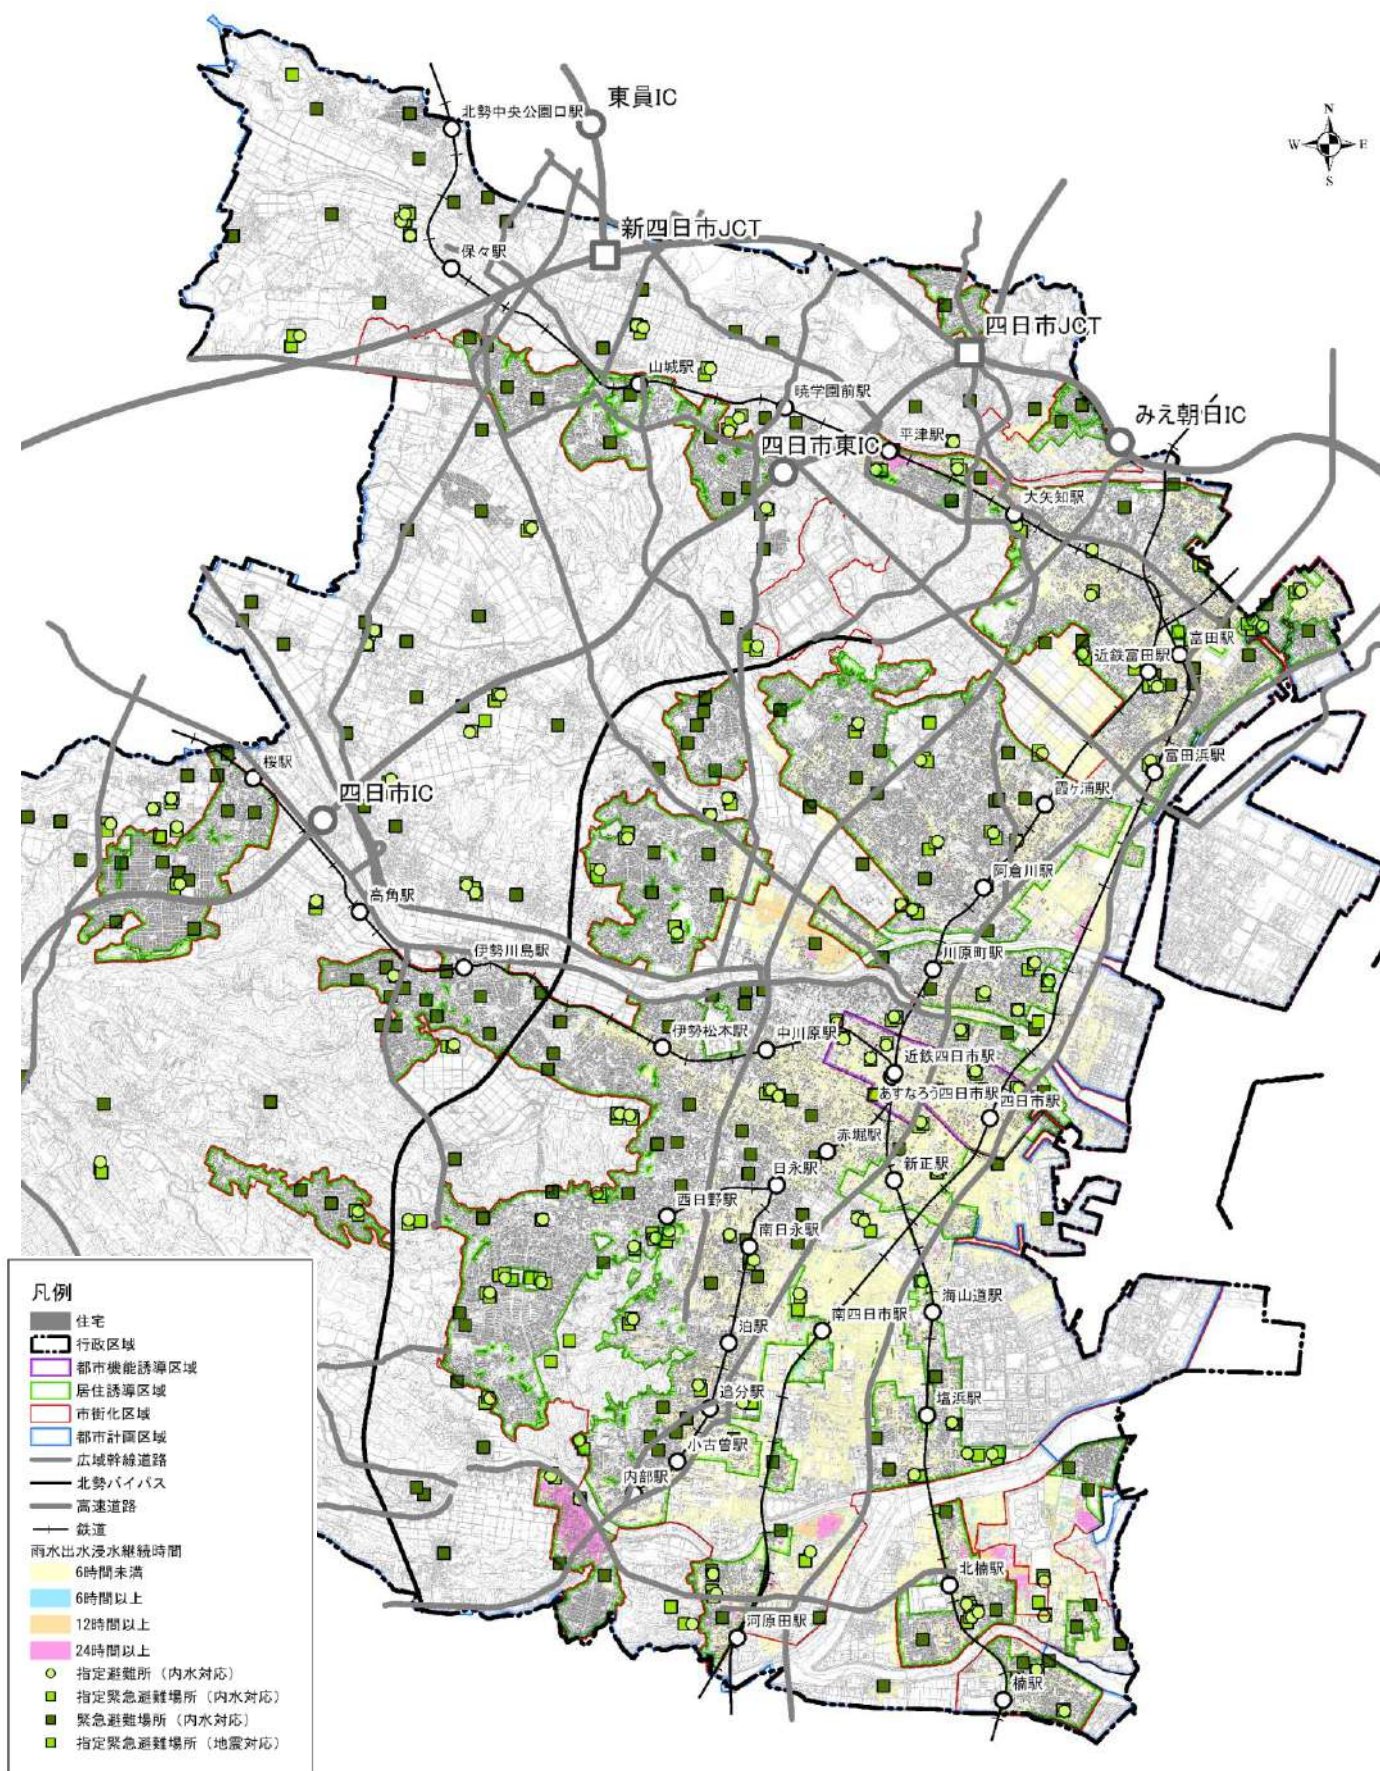 東員IC
北勢中央公園口駅
N
W
E
S
新四日市JCT
保々駅
四日市JCT
山城駅
暁学園前駅
みえ朝日IC
平津駅
四日市東IC
大矢知駅
富田駅
近鉄富田駅
富田浜駅
桜駅
四日市IC
霞ヶ浦駅
阿倉川駅
高角駅
伊勢川島駅
川原町駅
伊勢松本駅
中川原駅
近鉄四日市駅
あすなろう四日市駅
四日市駅
赤堀駅
日永駅
新正駅
西日野駅
南日永駅
海山道駅
南四日市駅
泊駅
追分駅
塩浜駅
小古曽駅
内部駅
北楠駅
河原田駅
楠駅
凡例
住宅
行政区域
都市機能誘導区域
居住誘導区域
市街化区域
都市計画区域
広域幹線道路
北勢バイパス
高速道路
鉄道
雨水出水浸水継続時間
6時間未満
6時間以上
12時間以上
24時間以上
指定避難所（内水対応）
指定緊急避難場所（内水対応）
緊急避難場所（内水対応）
指定緊急避難場所（地震対応）